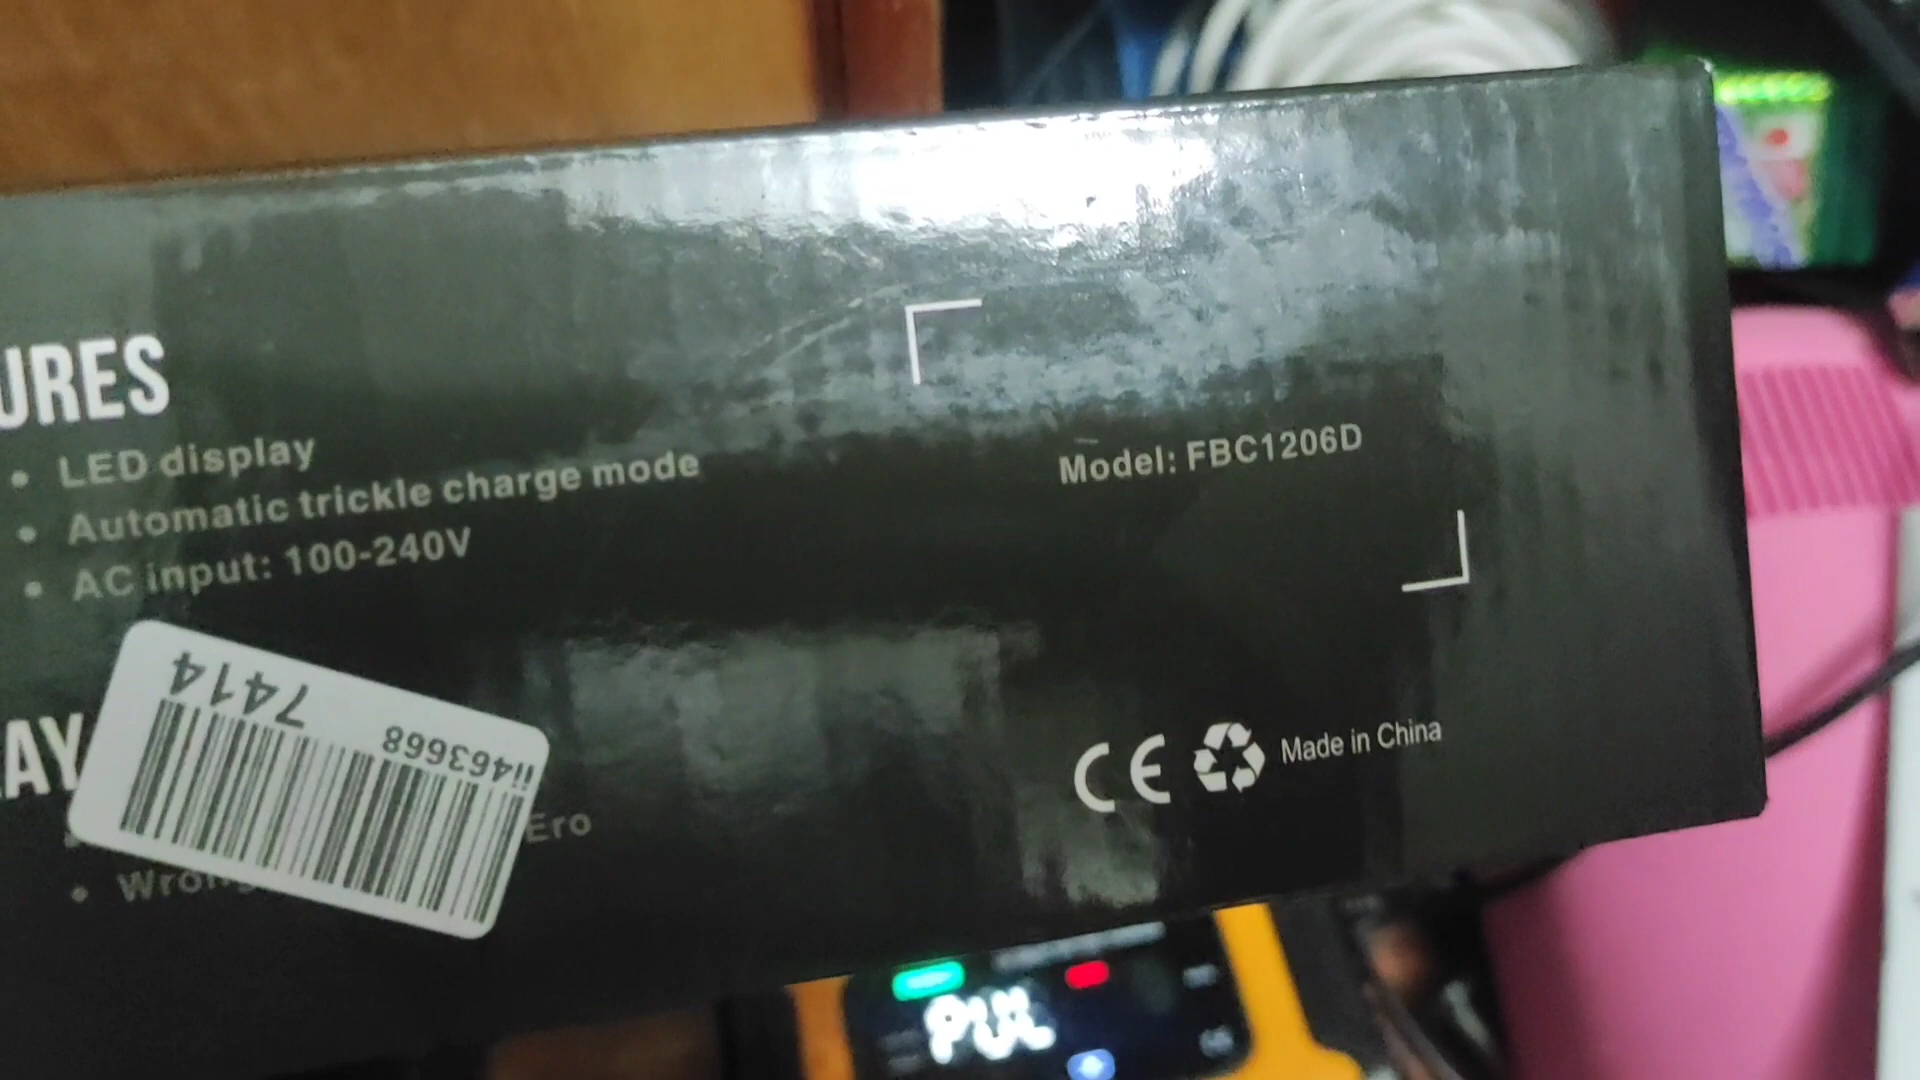 URES
• LED display
• Automatic trickle charge mode
• AC input: 100-240V
Model: FBC1206D
7414
ii463668
AY
Ero
CE
Made in China
PUL